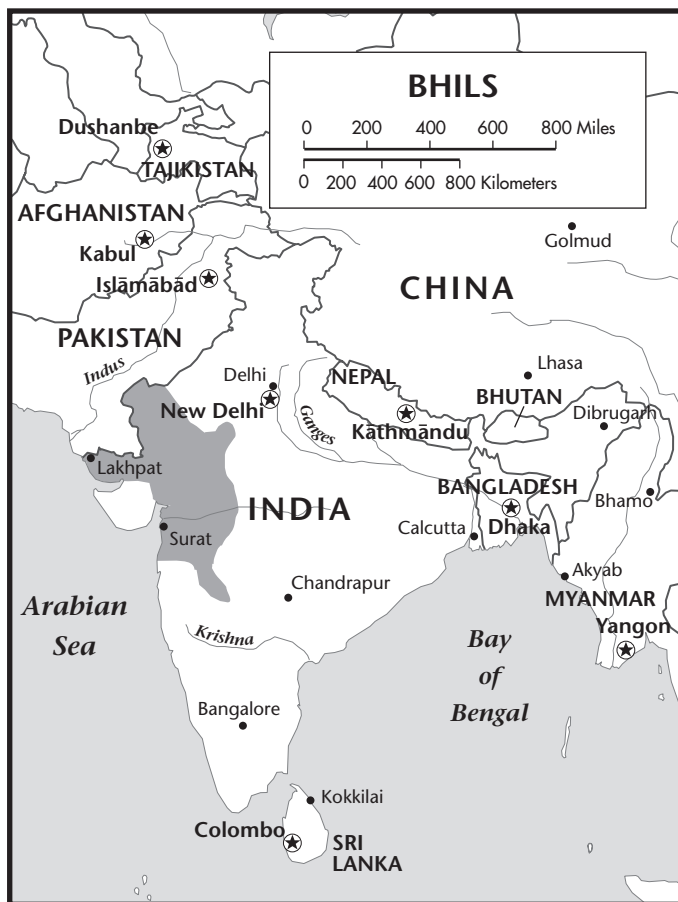 BHILS
0 200 400 600 800 Miles
0 200 400 600 800 Kilometers
Dushanbe
TAJIKISTAN
AFGHANISTAN
Kabul
Golmud
Islāmābād
CHINA
PAKISTAN
Indus
Delhi
NEPAL
Lhasa
New Delhi
BHUTAN
Ganges
Kāthmāndu
Dibrugarh
Lakhpat
BANGLADESH
INDIA
Bhamo
Surat
Calcutta
Dhaka
Chandrapur
Akyab
Arabian
Sea
MYANMAR
Yangon
Krishna
Bay
of
Bengal
Bangalore
Kokkilai
Colombo
SRI
LANKA